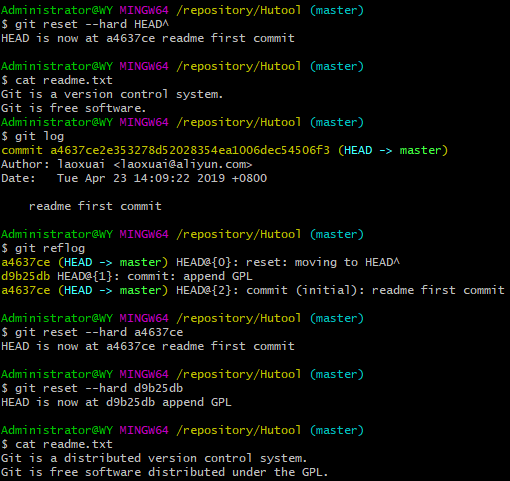 Administrator@WY MINGW64 /repository/Hutool (master)
$ git reset --hard HEAD^
HEAD is now at a4637ce readme first commit
Administrator@WY MINGW64 /repository/Hutool (master)
$ cat readme.txt
Git is a version control system.
Git is free software.
Administrator@WY MINGW64 /repository/Hutool (master)
$ git log
commit a4637ce2e353278d52028354ea1006dec54506f3 (HEAD -> master)
Author: laoxuai <laoxuai@aliyun.com>
Date:   Tue Apr 23 14:09:22 2019 +0800
    readme first commit
Administrator@WY MINGW64 /repository/Hutool (master)
$ git reflog
a4637ce (HEAD -> master) HEAD@{0}: reset: moving to HEAD^
d9b25db HEAD@{1}: commit: append GPL
a4637ce (HEAD -> master) HEAD@{2}: commit (initial): readme first commit
Administrator@WY MINGW64 /repository/Hutool (master)
$ git reset --hard a4637ce
HEAD is now at a4637ce readme first commit
Administrator@WY MINGW64 /repository/Hutool (master)
$ git reset --hard d9b25db
HEAD is now at d9b25db append GPL
Administrator@WY MINGW64 /repository/Hutool (master)
$ cat readme.txt
Git is a distributed version control system.
Git is free software distributed under the GPL.